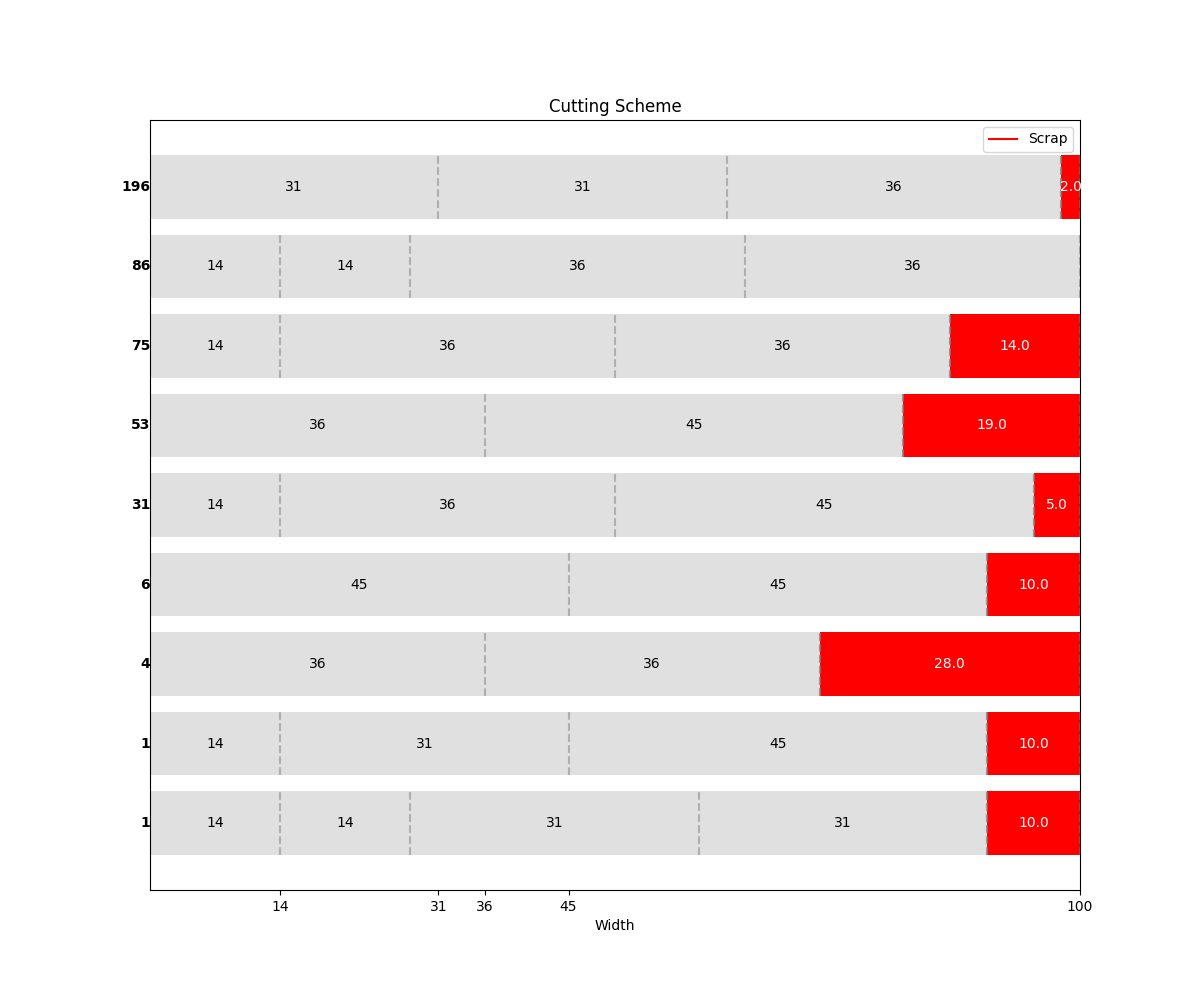 Cutting Scheme
Scrap
196 31 31 36 2.0
86 14 14 36 36
75 14 36 36 14.0
53 36 45 19.0
31 14 36 45 5.0
6 45 45 10.0
4 36 36 28.0
1 14 31 45 10.0
1 14 14 31 31 10.0
14 31 36 45 100
Width